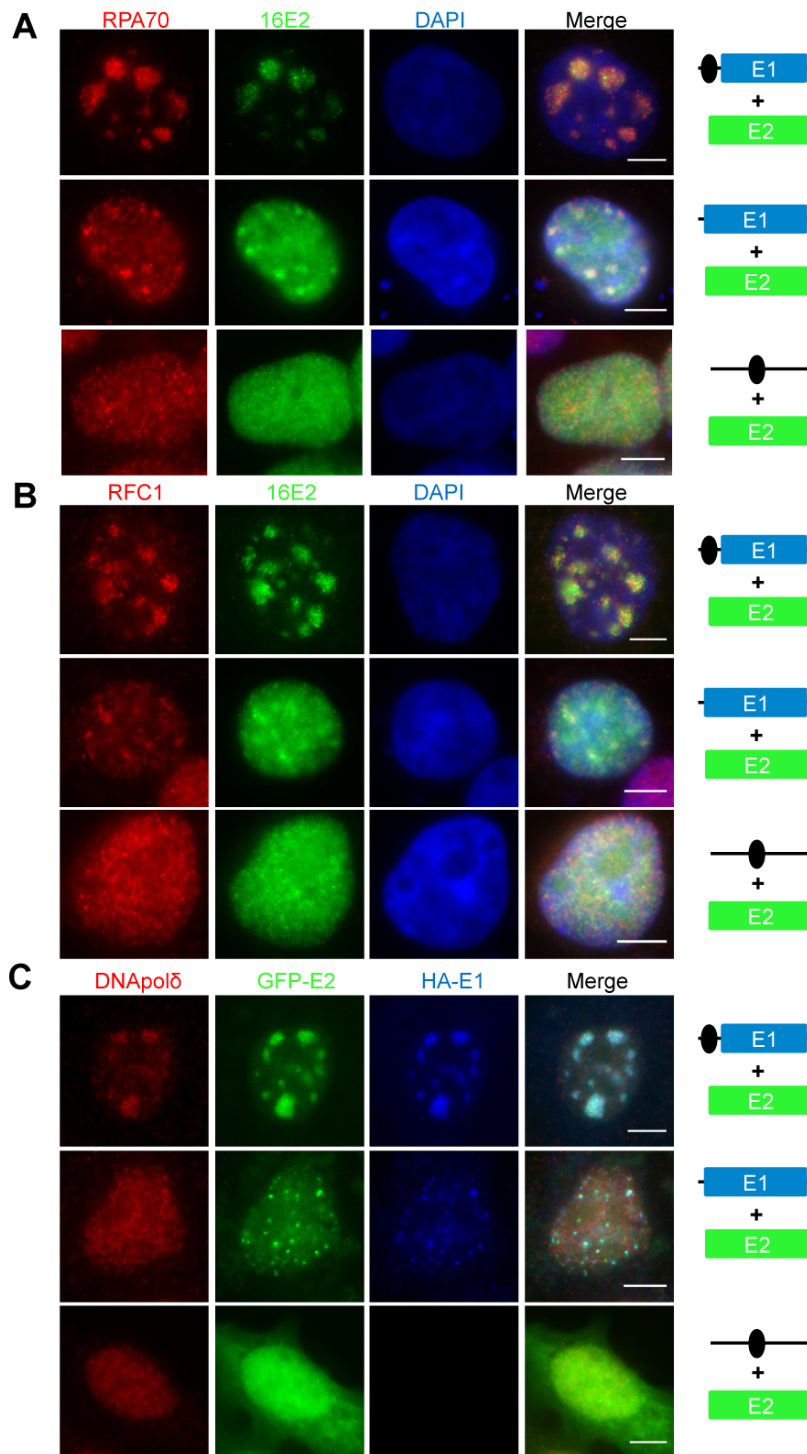 A
RPA70 16E2 DAPI Merge
E1
+
E2
E1
+
E2
+
E2
B
RFC1 16E2 DAPI Merge
E1
+
E2
E1
+
E2
+
E2
C
DNApolδ GFP-E2 HA-E1 Merge
E1
+
E2
E1
+
E2
+
E2